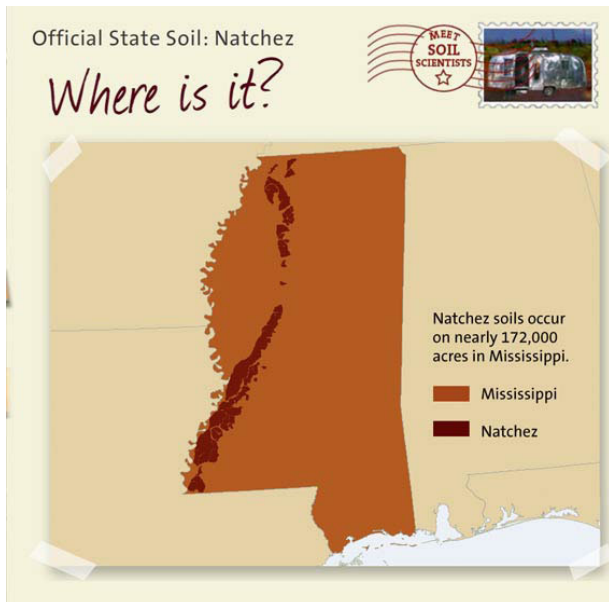 Official State Soil: Natchez
Where is it?
MEET
SOIL
SCIENTISTS
Natchez soils occur
on nearly 172,000
acres in Mississippi.
Mississippi
Natchez